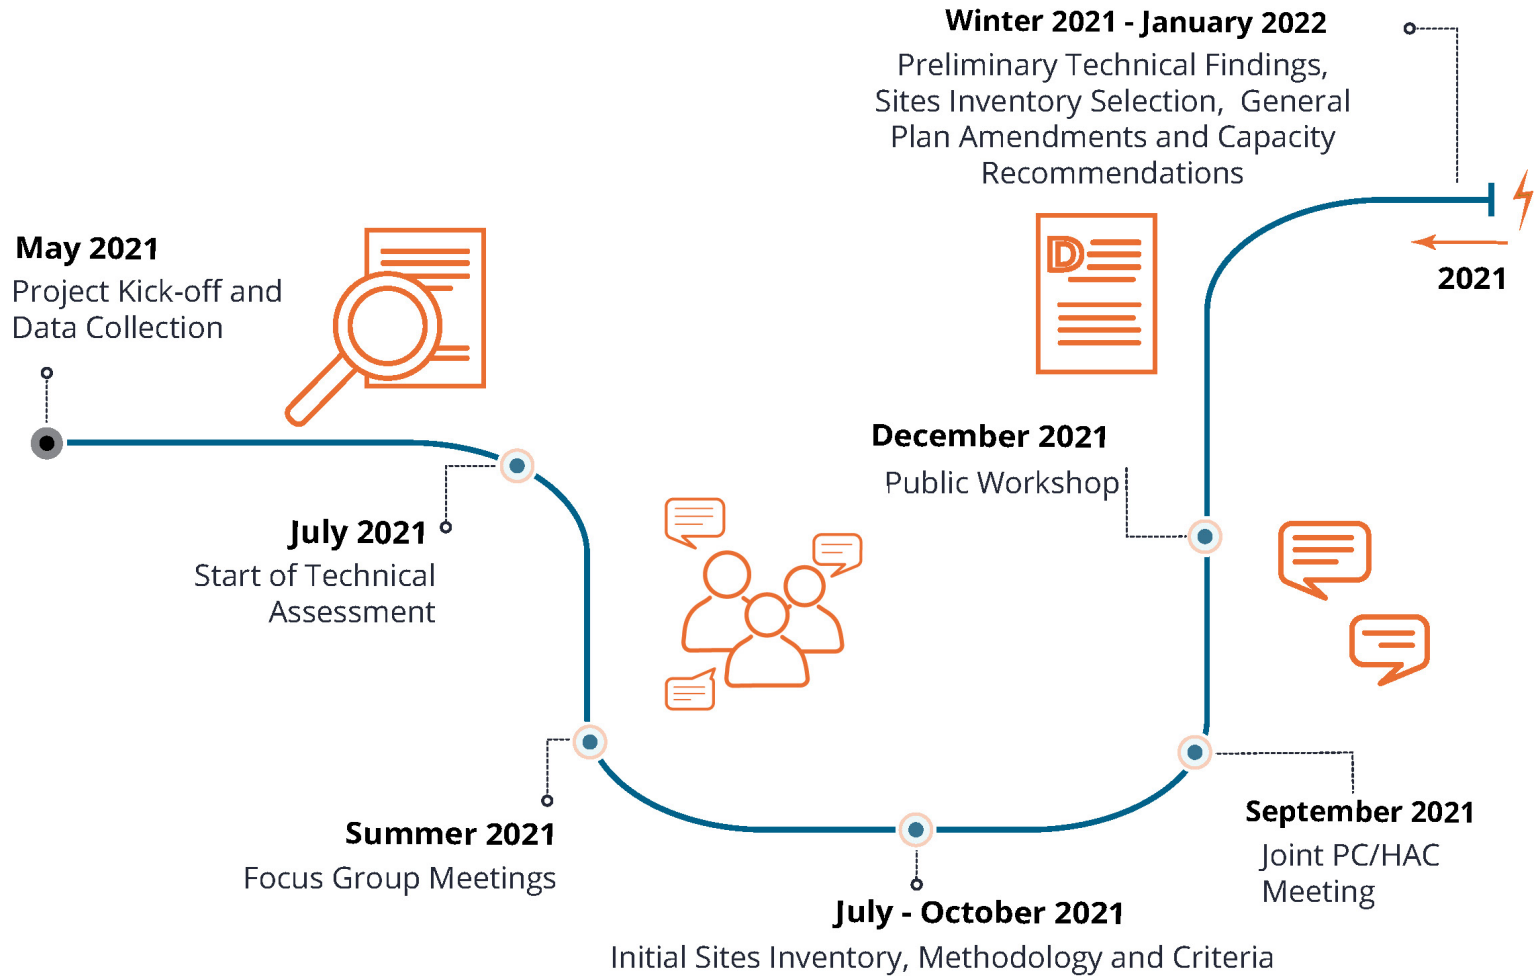 May 2021
Project Kick-off and
Data Collection
July 2021
Start of Technical
Assessment
Summer 2021
Focus Group Meetings
July - October 2021
Initial Sites Inventory, Methodology and Criteria
September 2021
Joint PC/HAC
Meeting
December 2021
Public Workshop
Winter 2021 - January 2022
Preliminary Technical Findings,
Sites Inventory Selection, General
Plan Amendments and Capacity
Recommendations
D
2021